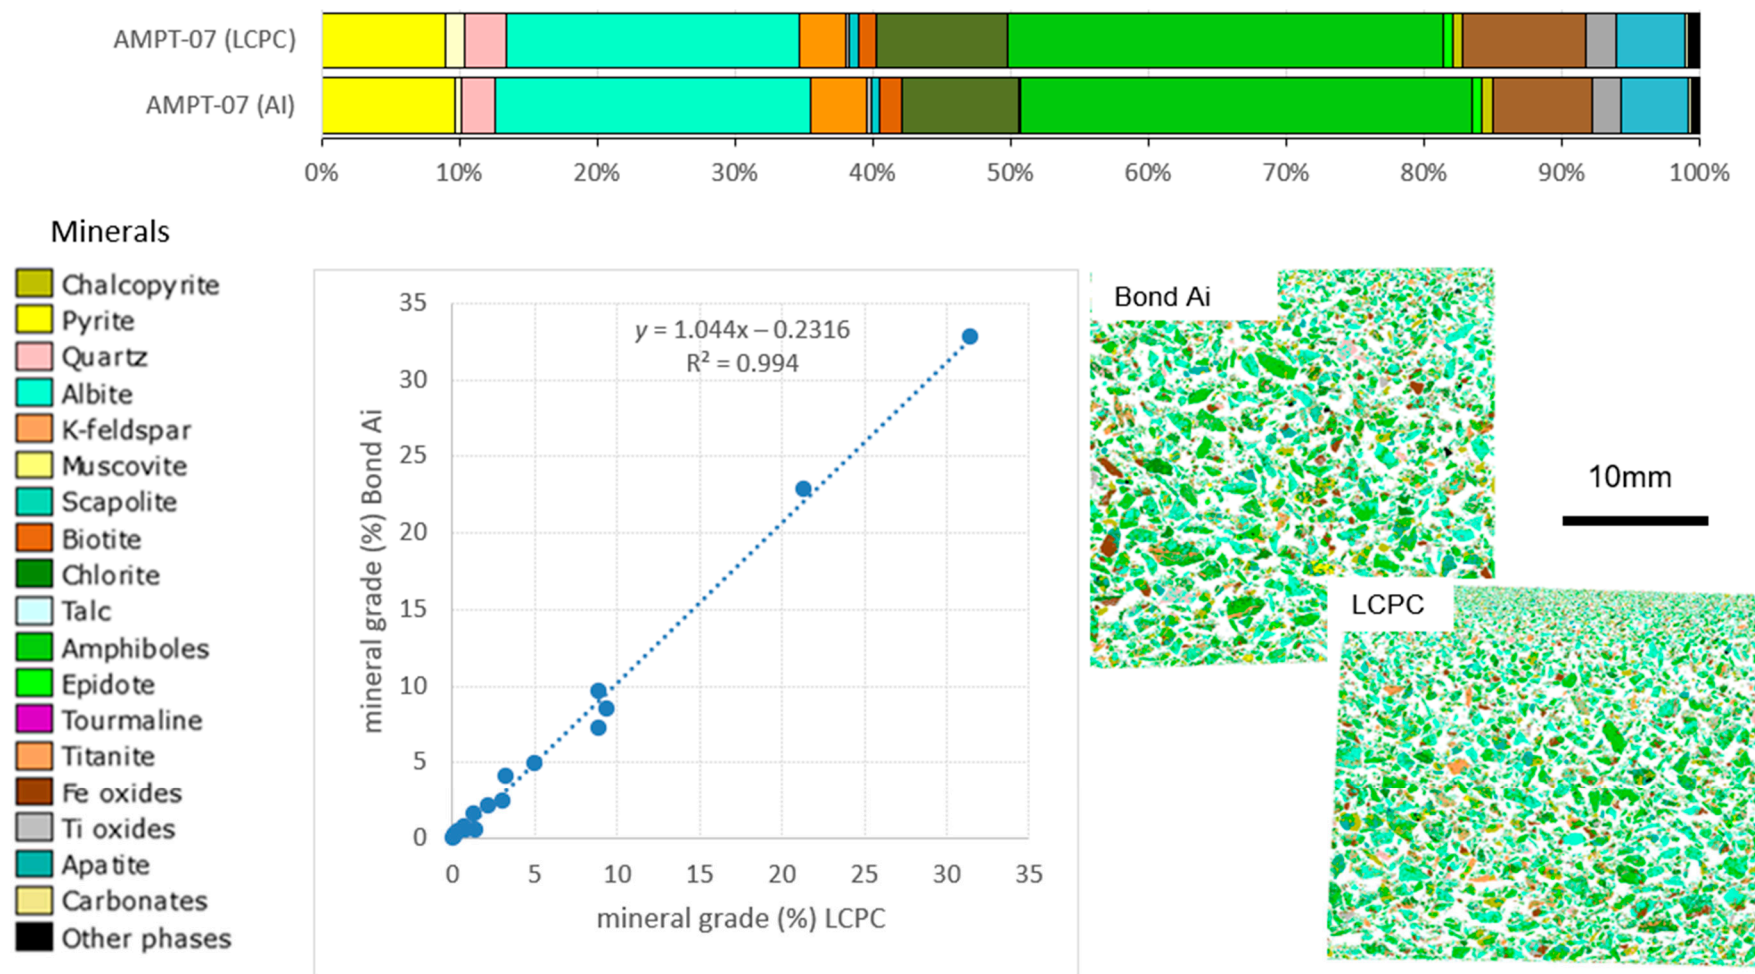 AMPT-07 (LCPC)
AMPT-07 (AI)
0% 10% 20% 30% 40% 50% 60% 70% 80% 90% 100%
Minerals
Chalcopyrite
Pyrite
Quartz
Albite
K-feldspar
Muscovite
Scapolite
Biotite
Chlorite
Talc
Amphiboles
Epidote
Tourmaline
Titanite
Fe oxides
Ti oxides
Apatite
Carbonates
Other phases
mineral grade (%) Bond Ai
35
30
25
20
15
10
5
0
y = 1.044x – 0.2316
R² = 0.994
0 5 10 15 20 25 30 35
mineral grade (%) LCPC
Bond Ai
10mm
LCPC